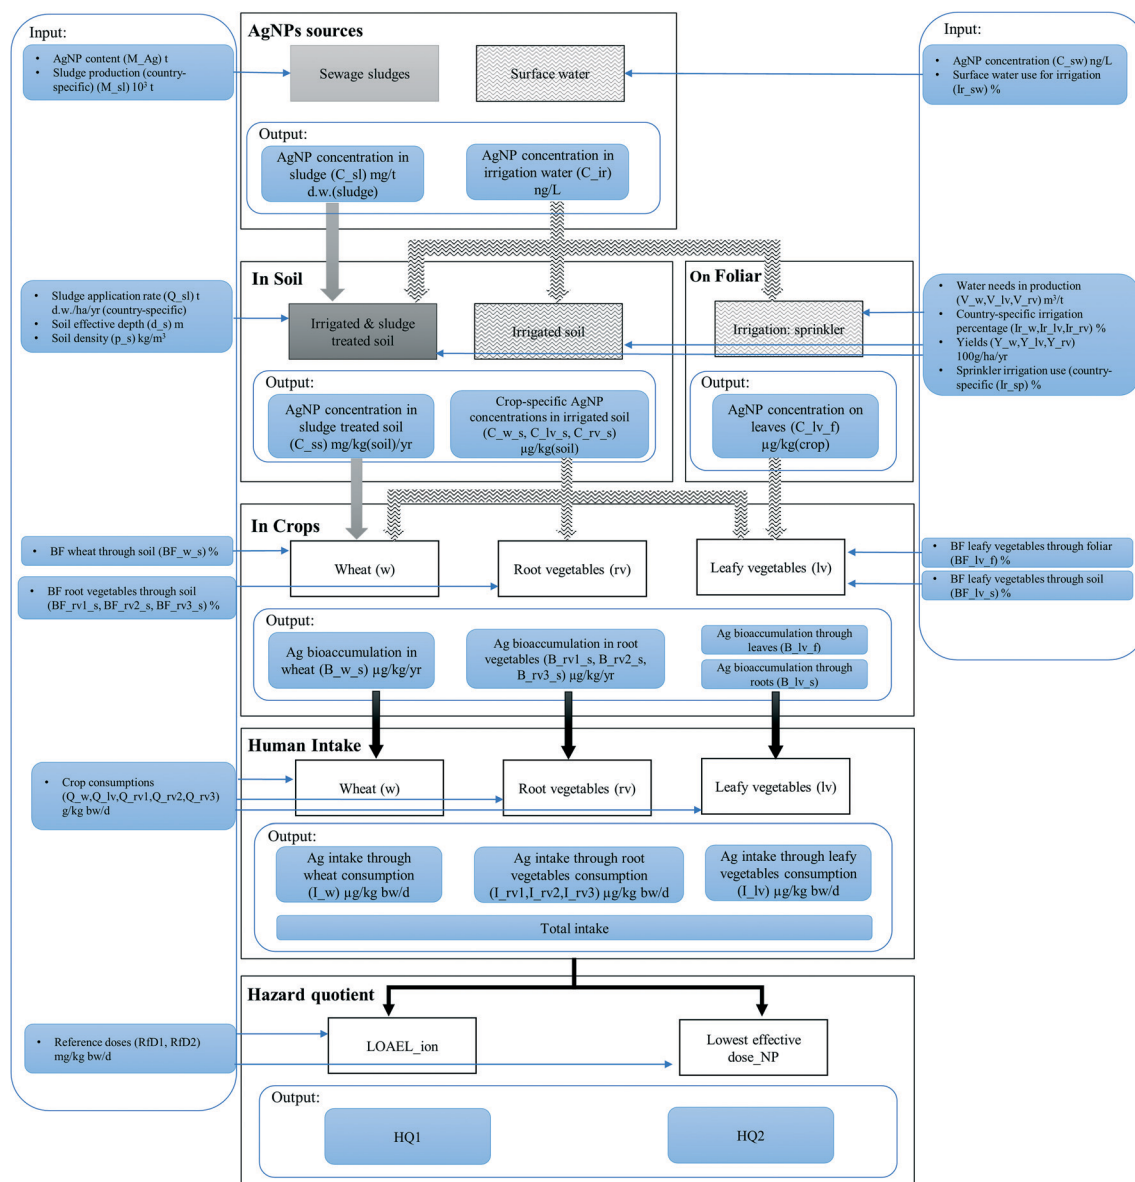 Input:
• AgNP content (M_Ag) t
• Sludge production (country-
specific) (M_sl) 10³ t
AgNPs sources
Sewage sludges
Surface water
Input:
• AgNP concentration (C_sw) ng/L
• Surface water use for irrigation
(Ir_sw) %
Output:
AgNP concentration in
sludge (C_sl) mg/t
d.w.(sludge)
AgNP concentration in
irrigation water (C_ir)
ng/L
• Sludge application rate (Q_sl) t
d.w./ha/yr (country-specific)
• Soil effective depth (d_s) m
• Soil density (p_s) kg/m³
In Soil
Irrigated & sludge
treated soil
Irrigated soil
On Foliar
Irrigation: sprinkler
• Water needs in production
(V_w,V_lv,V_rv) m³/t
• Country-specific irrigation
percentage (Ir_w,Ir_lv,Ir_rv) %
• Yields (Y_w,Y_lv,Y_rv)
100g/ha/yr
• Sprinkler irrigation use (country-
specific (Ir_sp) %
Output:
AgNP concentration in
sludge treated soil
(C_ss) mg/kg(soil)/yr
Crop-specific AgNP
concentrations in irrigated soil
(C_w_s, C_lv_s, C_rv_s)
µg/kg(soil)
Output:
AgNP concentration on
leaves (C_lv_f)
µg/kg(crop)
In Crops
• BF wheat through soil (BF_w_s) %
• BF root vegetables through soil
(BF_rv1_s, BF_rv2_s, BF_rv3_s) %
Wheat (w)
Root vegetables (rv)
Leafy vegetables (lv)
• BF leafy vegetables through foliar
(BF_lv_f) %
• BF leafy vegetables through soil
(BF_lv_s) %
Output:
Ag bioaccumulation in
wheat (B_w_s) µg/kg/yr
Ag bioaccumulation in root
vegetables (B_rv1_s, B_rv2_s,
B_rv3_s) µg/kg/yr
Ag bioaccumulation through
leaves (B_lv_f)
Ag bioaccumulation through
roots (B_lv_s)
Human Intake
• Crop consumptions
(Q_w,Q_lv,Q_rv1,Q_rv2,Q_rv3)
g/kg bw/d
Wheat (w)
Root vegetables (rv)
Leafy vegetables (lv)
Output:
Ag intake through
wheat consumption
(I_w) µg/kg bw/d
Ag intake through root
vegetables consumption
(I_rv1,I_rv2,I_rv3) µg/kg bw/d
Ag intake through leafy
vegetables consumption
(I_lv) µg/kg bw/d
Total intake
Hazard quotient
• Reference doses (RfD1, RfD2)
mg/kg bw/d
LOAEL_ion
Lowest effective
dose_NP
Output:
HQ1
HQ2